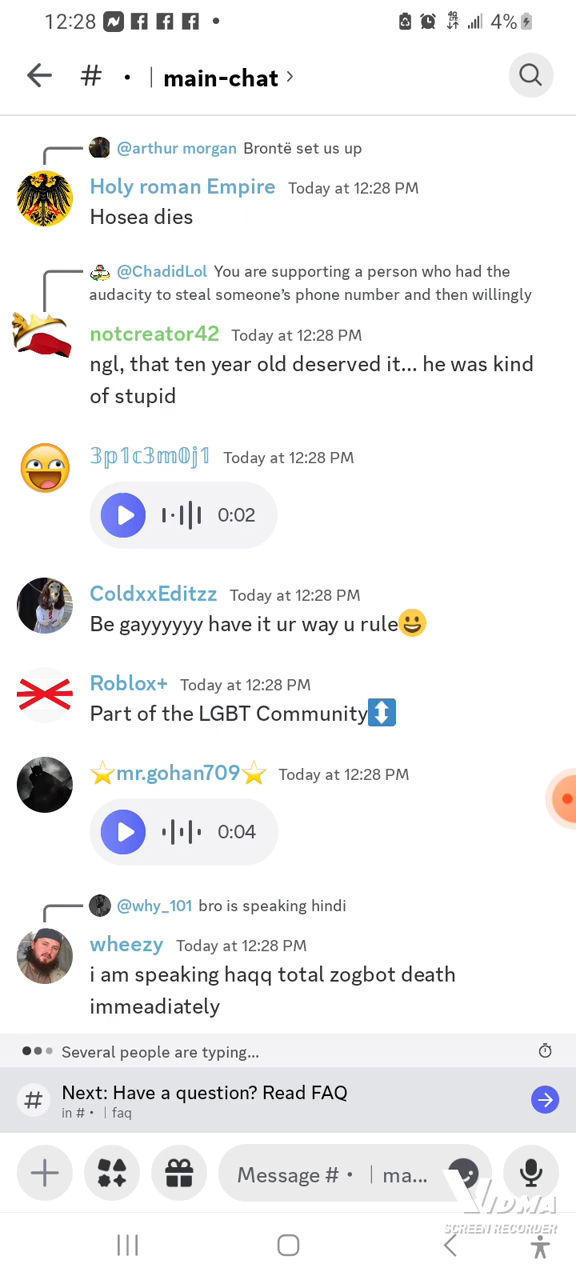 12:28 4%
# • | main-chat >
@arthur morgan Brontë set us up
Holy roman Empire Today at 12:28 PM
Hosea dies
@ChadidLol You are supporting a person who had the
audacity to steal someone's phone number and then willingly
notcreator42 Today at 12:28 PM
ngl, that ten year old deserved it... he was kind
of stupid
3p1c3m0j1 Today at 12:28 PM
0:02
ColdxxEditzz Today at 12:28 PM
Be gayyyyyy have it ur way u rule😃
Roblox+ Today at 12:28 PM
Part of the LGBT Community↕️
⭐mr.gohan709⭐ Today at 12:28 PM
0:04
@why_101 bro is speaking hindi
wheezy Today at 12:28 PM
i am speaking haqq total zogbot death
immeadiately
Several people are typing...
Next: Have a question? Read FAQ
in # • | faq
Message # • | ma...
VIDMA
SCREEN RECORDER